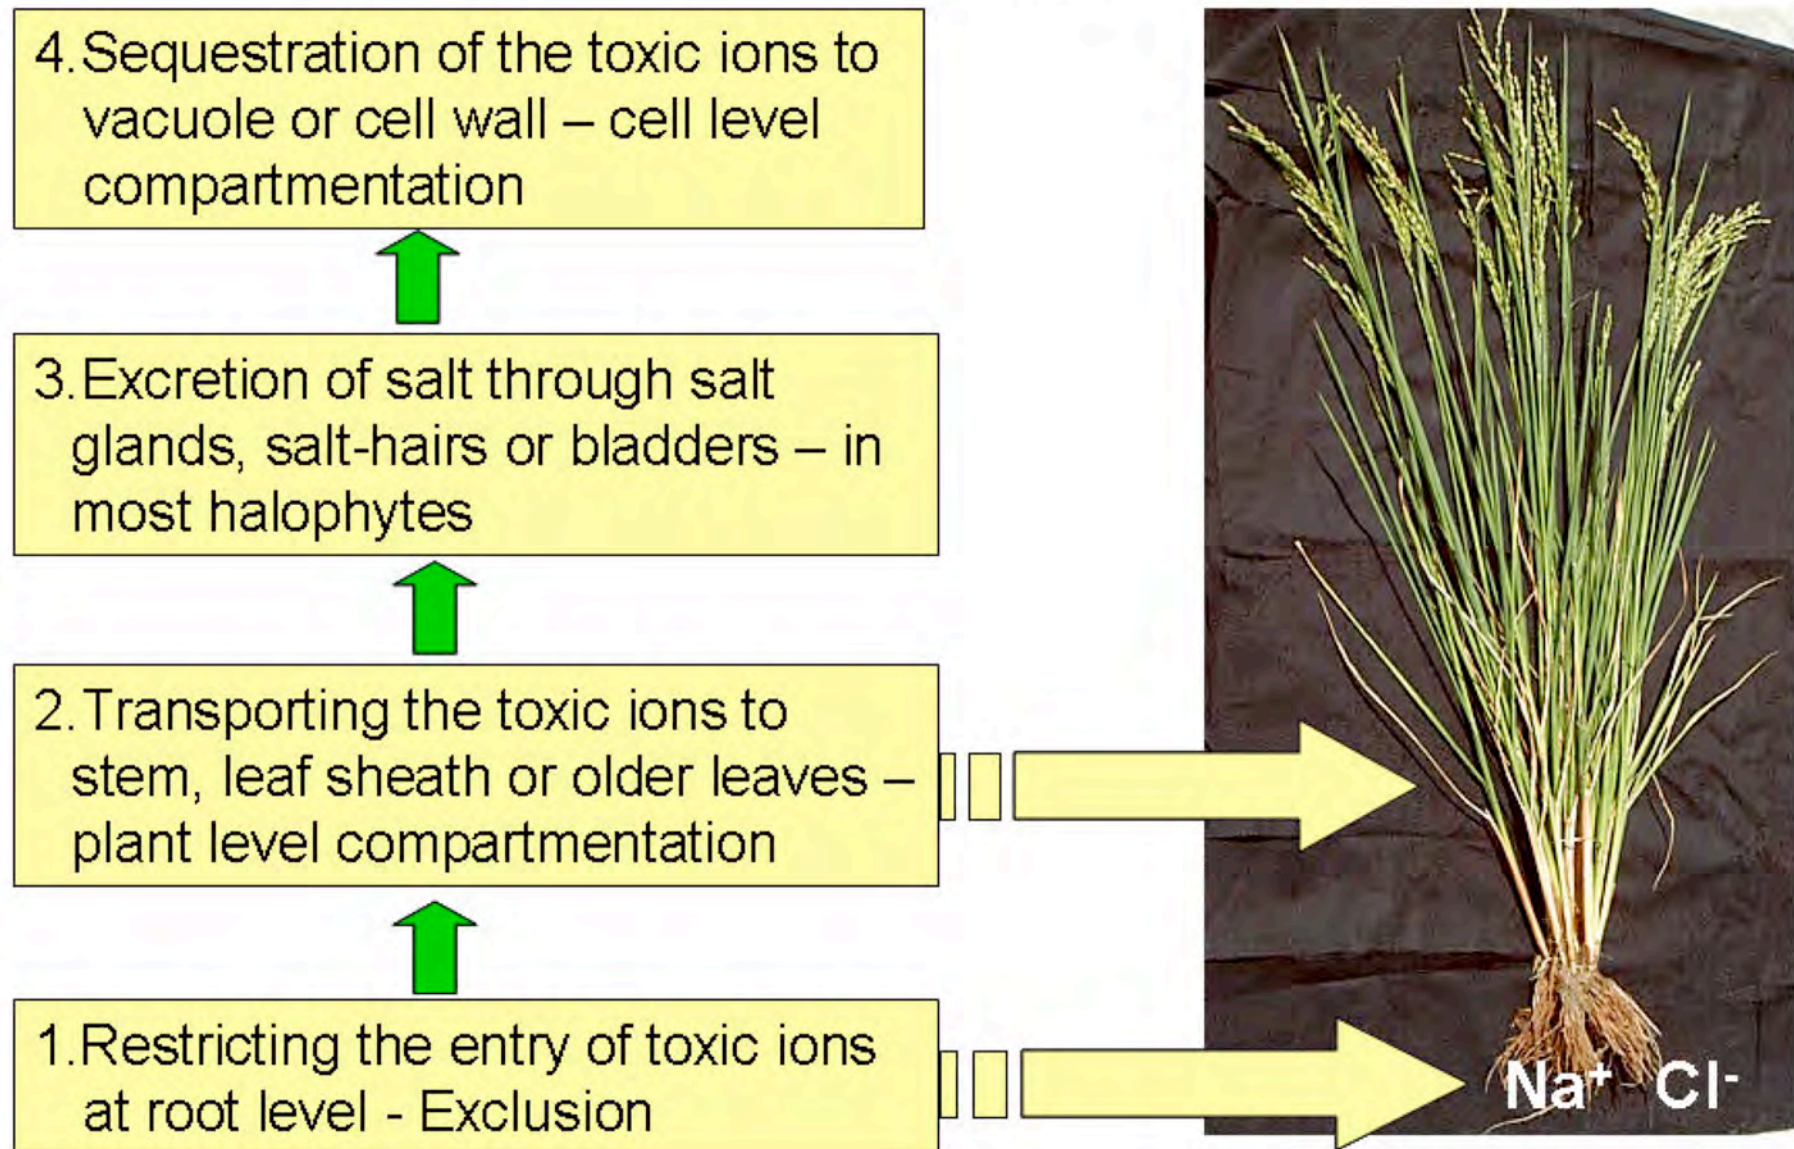 4.Sequestration of the toxic ions to
vacuole or cell wall – cell level
compartmentation
3.Excretion of salt through salt
glands, salt-hairs or bladders – in
most halophytes
2.Transporting the toxic ions to
stem, leaf sheath or older leaves –
plant level compartmentation
1.Restricting the entry of toxic ions
at root level - Exclusion
Na⁺ Cl⁻